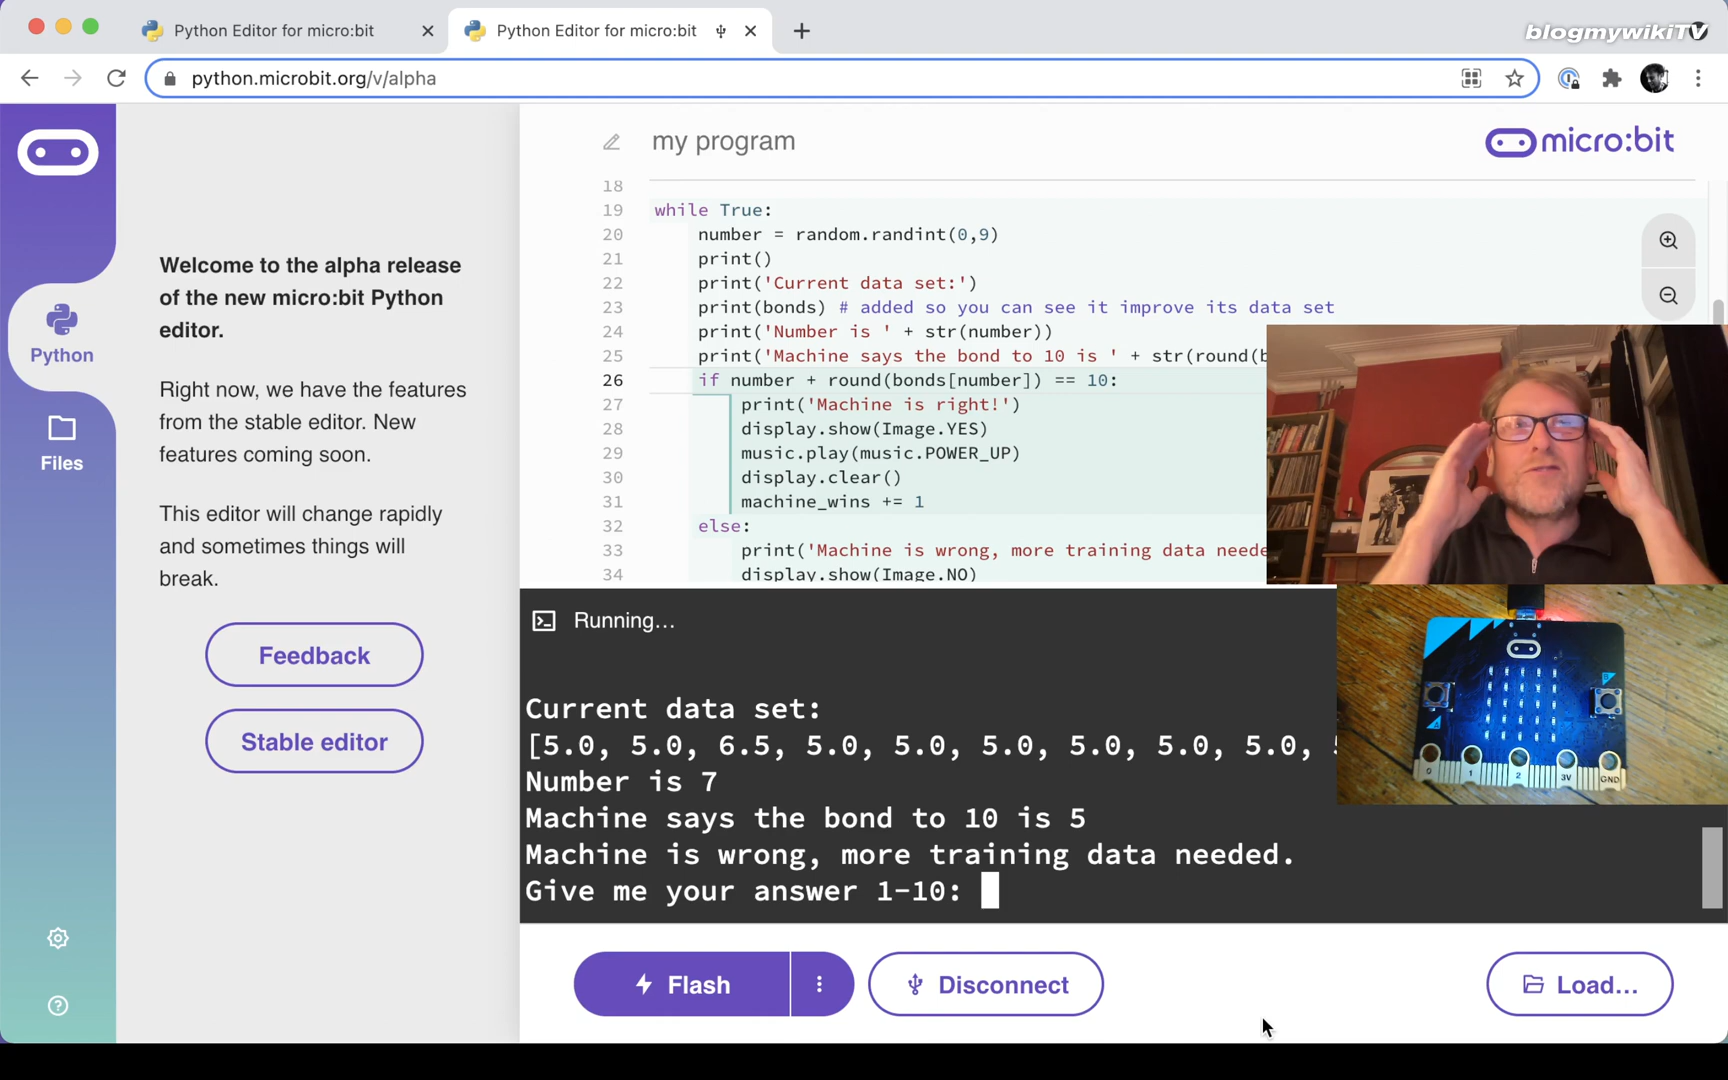 Python Editor for micro:bit
Python Editor for micro:bit
blogmywikiTV
python.microbit.org/v/alpha
Python
Files
Welcome to the alpha release
of the new micro:bit Python
editor.
Right now, we have the features
from the stable editor. New
features coming soon.
This editor will change rapidly
and sometimes things will
break.
Feedback
Stable editor
my program
micro:bit
18
19 while True:
20 number = random.randint(0,9)
21 print()
22 print('Current data set:')
23 print(bonds) # added so you can see it improve its data set
24 print('Number is ' + str(number))
25 print('Machine says the bond to 10 is ' + str(round(b
26 if number + round(bonds[number]) == 10:
27 print('Machine is right!')
28 display.show(Image.YES)
29 music.play(music.POWER_UP)
30 display.clear()
31 machine_wins += 1
32 else:
33 print('Machine is wrong, more training data neede
34 display.show(Image.NO)
Running…
Current data set:
[5.0, 5.0, 6.5, 5.0, 5.0, 5.0, 5.0, 5.0, 5.0,
Number is 7
Machine says the bond to 10 is 5
Machine is wrong, more training data needed.
Give me your answer 1-10:
A
B
0 1 2 3V GND
Flash
Disconnect
Load…